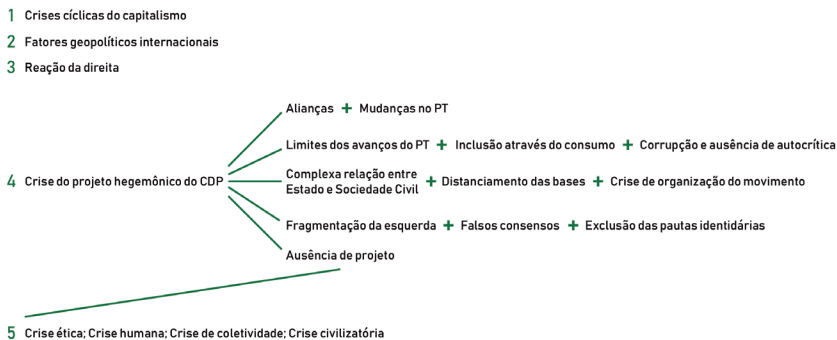 1 Crises cíclicas do capitalismo
2 Fatores geopolíticos internacionais
3 Reação da direita
Alianças + Mudanças no PT
Limites dos avanços do PT + Inclusão através do consumo + Corrupção e ausência de autocrítica
4 Crise do projeto hegemônico do CDP
Complexa relação entre
Estado e Sociedade Civil + Distanciamento das bases + Crise de organização do movimento
Fragmentação da esquerda + Falsos consensos + Exclusão das pautas identidárias
Ausência de projeto
5 Crise ética; Crise humana; Crise de coletividade; Crise civilizatória